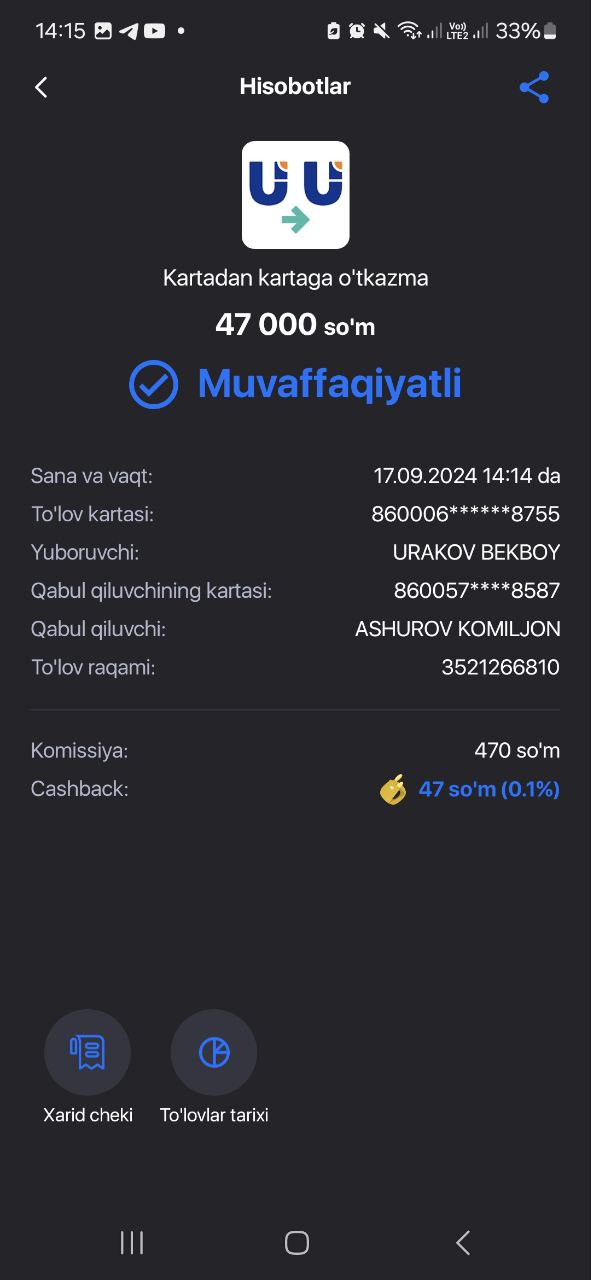 14:15 33%
Vo)) LTE2
Hisobotlar
Kartadan kartaga o'tkazma
47 000 so'm
Muvaffaqiyatli
Sana va vaqt: 17.09.2024 14:14 da
To'lov kartasi: 860006******8755
Yuboruvchi: URAKOV BEKBOY
Qabul qiluvchining kartasi: 860057****8587
Qabul qiluvchi: ASHUROV KOMILJON
To'lov raqami: 3521266810
Komissiya: 470 so'm
Cashback: 47 so'm (0.1%)
Xarid cheki To'lovlar tarixi